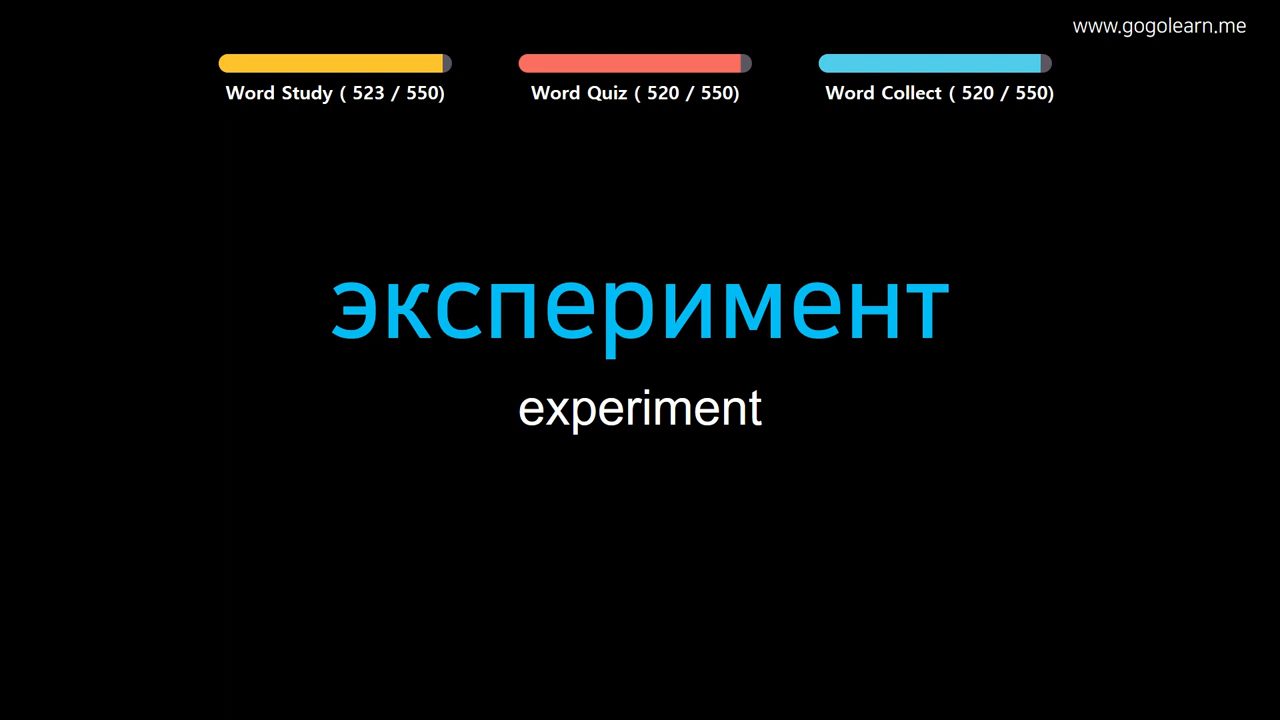 www.gogolearn.me
Word Study ( 523 / 550)
Word Quiz ( 520 / 550)
Word Collect ( 520 / 550)
эксперимент
experiment